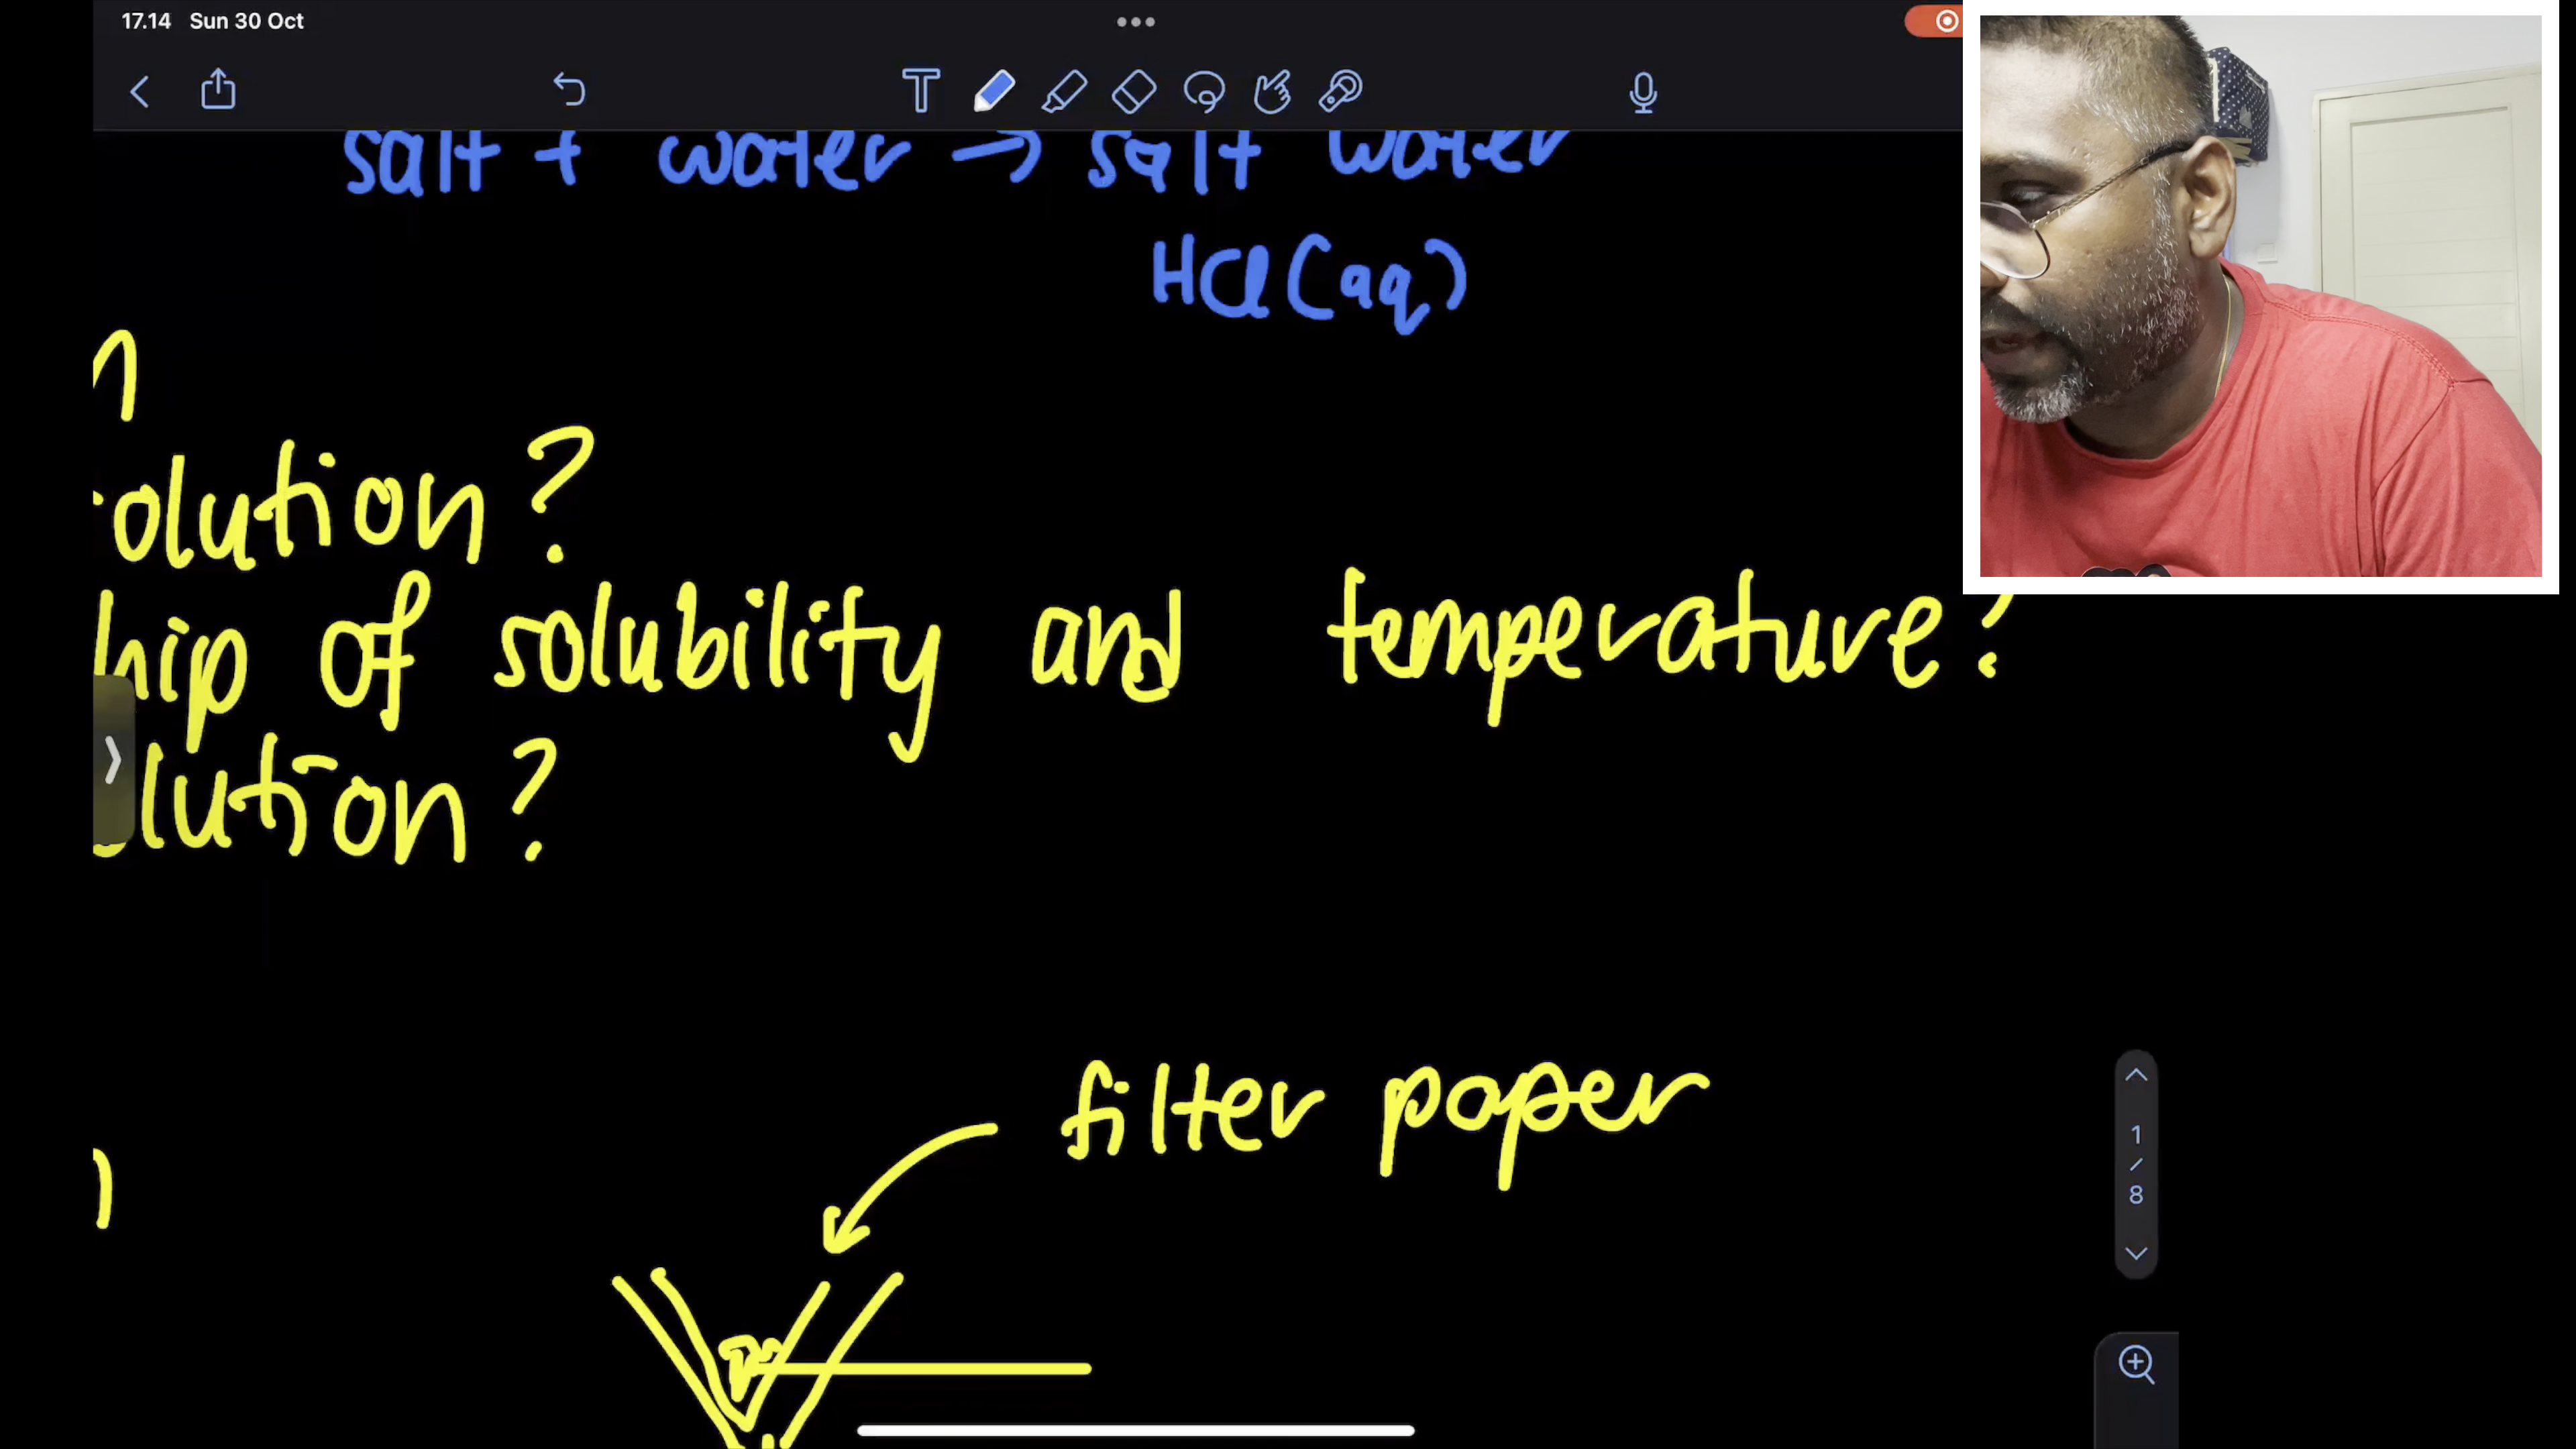 17.14 Sun 30 Oct
T
salt + water → salt water
HCl(aq)
n
solution?
hip of solubility and temperature?
lution?
filter paper
n
1
/
8